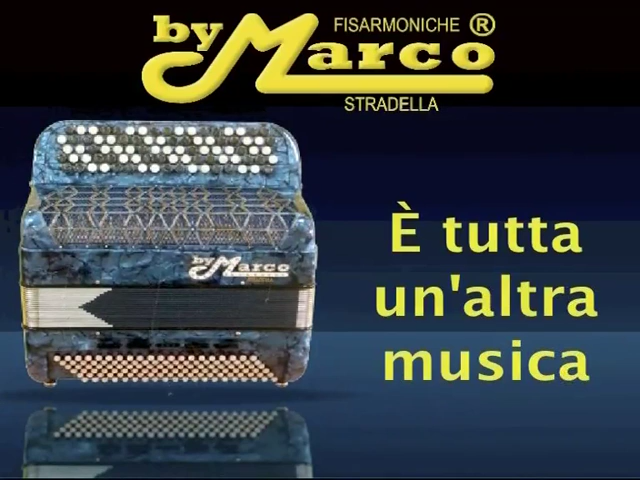 FISARMONICHE ®
by Marco
STRADELLA
by Marco
È tutta
un'altra
musica